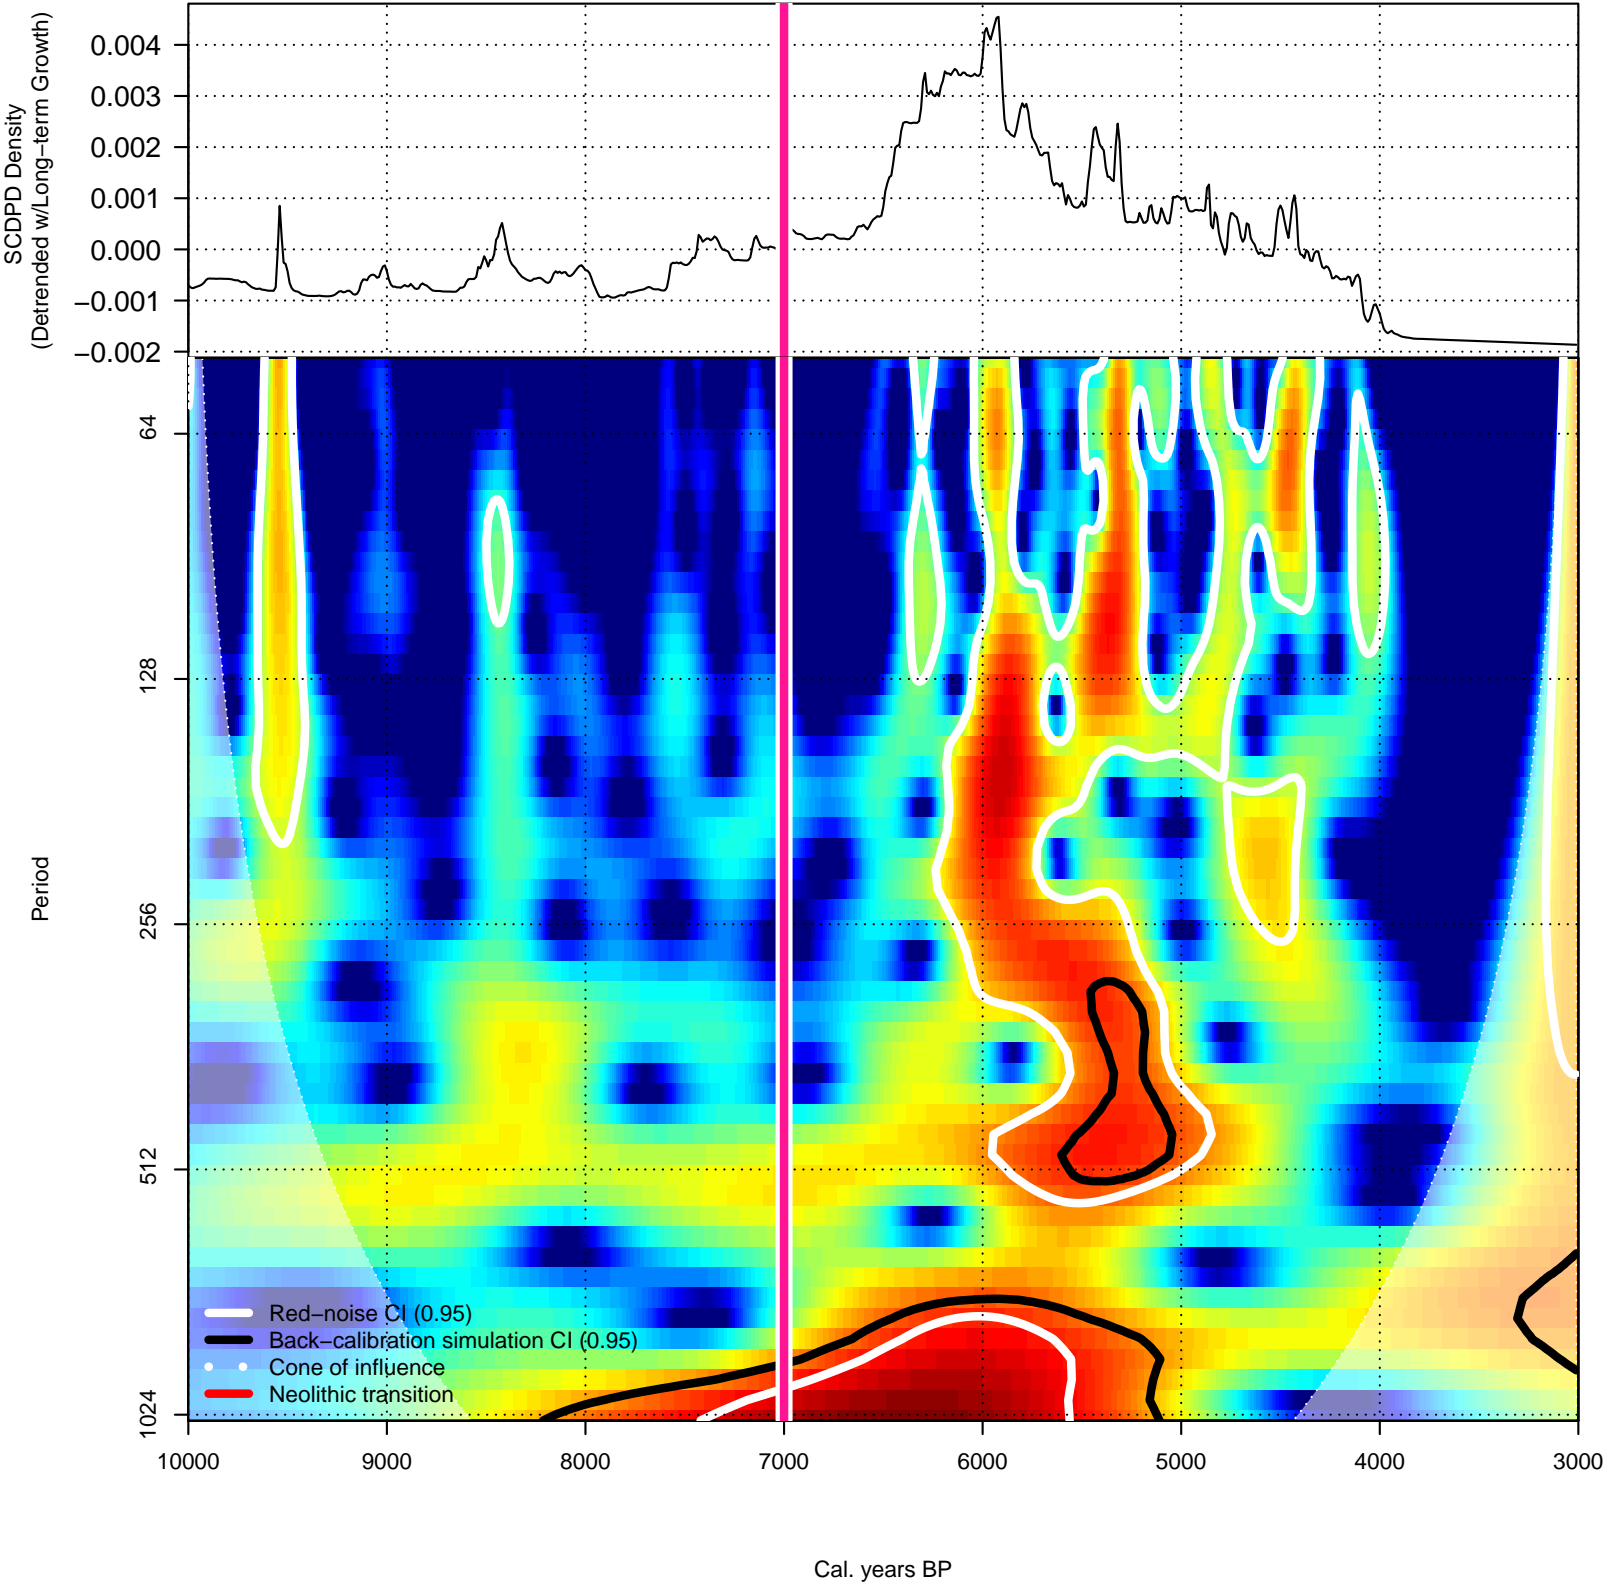 SCDPD Density
(Detrended w/Long−term Growth)
0.004
0.003
0.002
0.001
0.000
−0.001
−0.002
Period
64
128
256
512
1024
Red−noise CI (0.95)
Back−calibration simulation CI (0.95)
Cone of influence
Neolithic transition
10000 9000 8000 7000 6000 5000 4000 3000
Cal. years BP